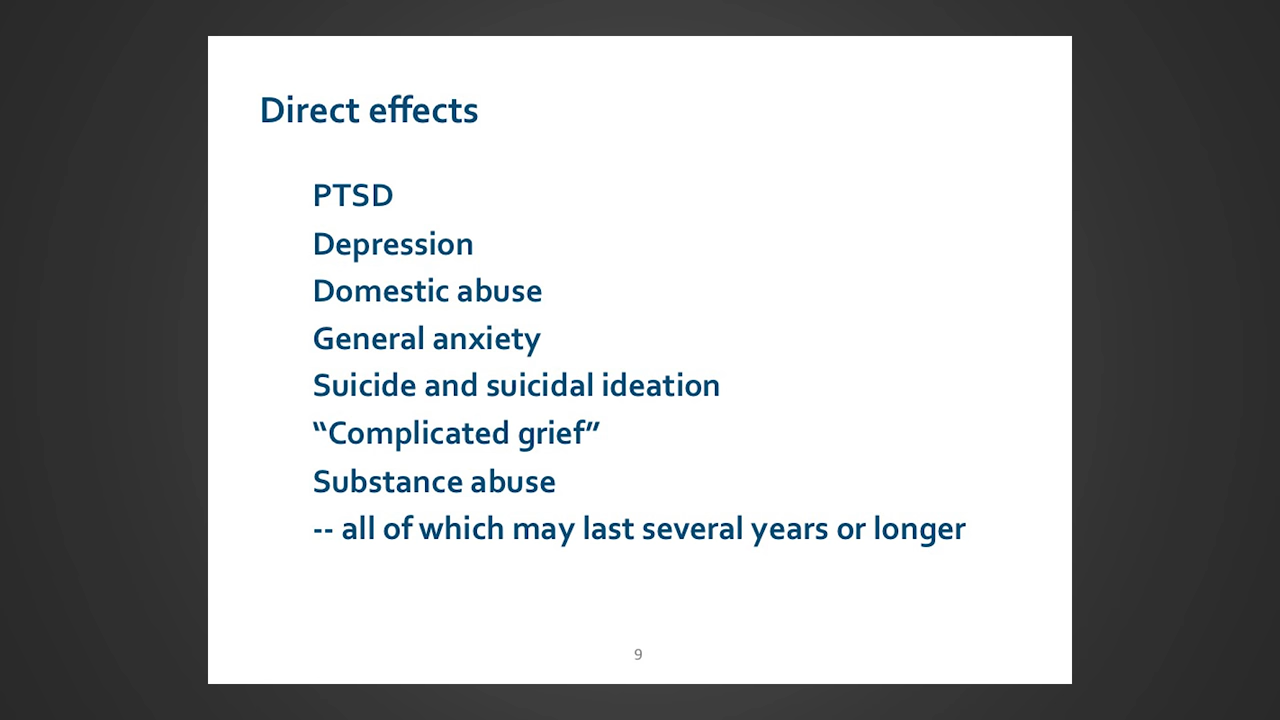 Direct effects
PTSD
Depression
Domestic abuse
General anxiety
Suicide and suicidal ideation
“Complicated grief”
Substance abuse
-- all of which may last several years or longer
9